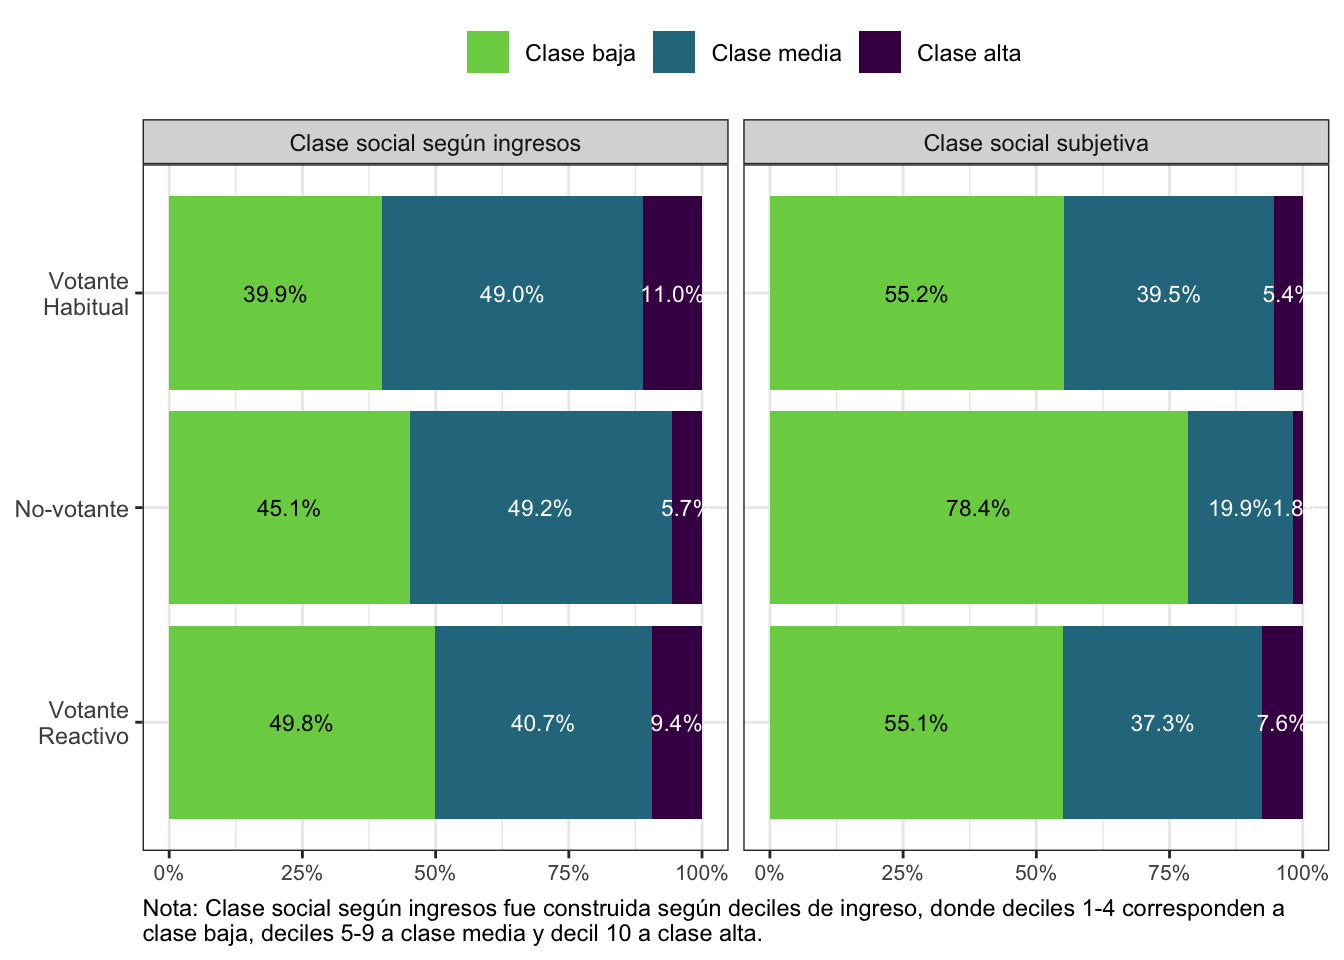 Clase baja Clase media Clase alta
Clase social según ingresos
Clase social subjetiva
Votante
Habitual
39.9% 49.0% 11.0%
55.2% 39.5% 5.4%
No-votante
45.1% 49.2% 5.7%
78.4% 19.9% 1.8%
Votante
Reactivo
49.8% 40.7% 9.4%
55.1% 37.3% 7.6%
0% 25% 50% 75% 100%
0% 25% 50% 75% 100%
Nota: Clase social según ingresos fue construida según deciles de ingreso, donde deciles 1-4 corresponden a
clase baja, deciles 5-9 a clase media y decil 10 a clase alta.